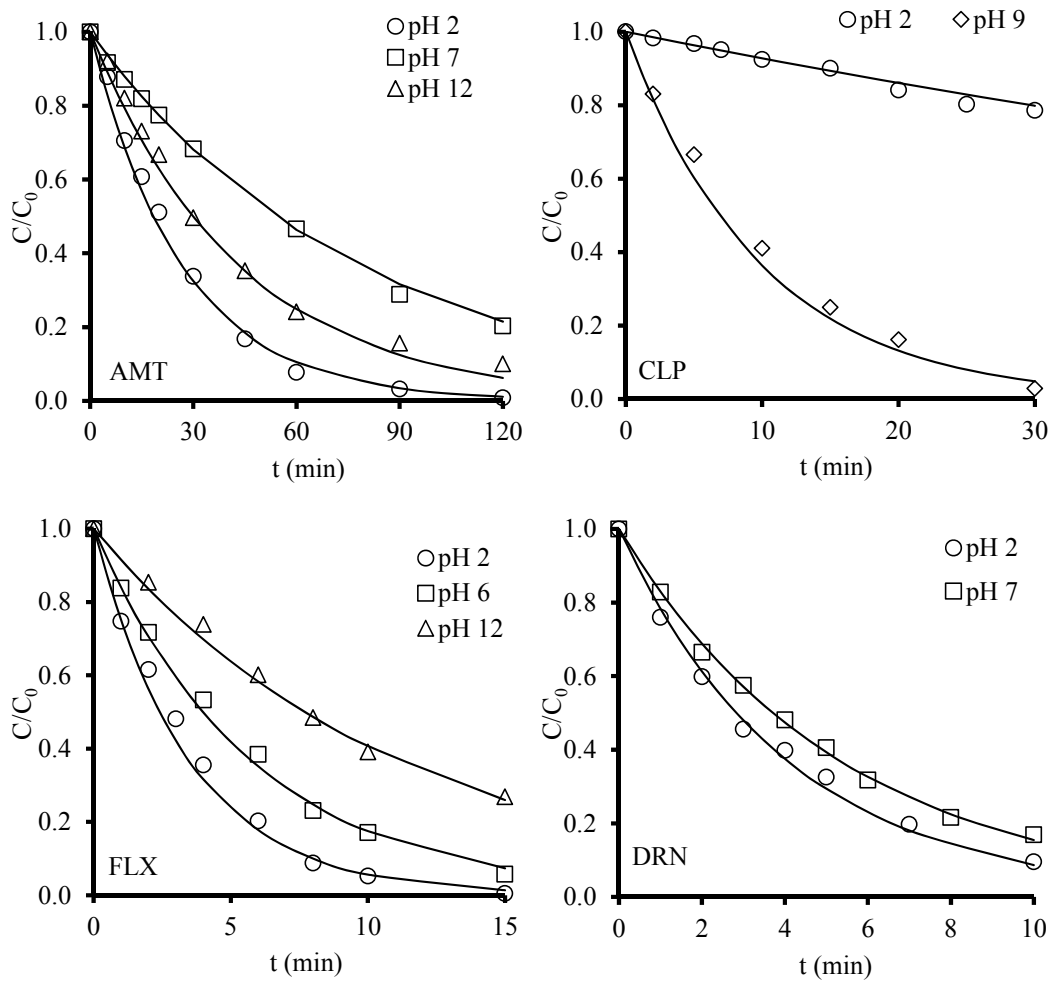 pH 2
pH 7
pH 12
1.0
0.8
0.6
0.4
0.2
0.0
C/C0
AMT
0 30 60 90 120
t (min)
pH 2 pH 9
1.0
0.8
0.6
0.4
0.2
0.0
C/C0
CLP
0 10 20 30
t (min)
pH 2
pH 6
pH 12
1.0
0.8
0.6
0.4
0.2
0.0
C/C0
FLX
0 5 10 15
t (min)
pH 2
pH 7
1.0
0.8
0.6
0.4
0.2
0.0
C/C0
DRN
0 2 4 6 8 10
t (min)